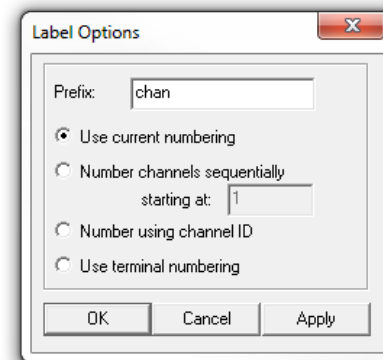 Label Options
Prefix: chan
Use current numbering
Number channels sequentially
starting at: 1
Number using channel ID
Use terminal numbering
OK Cancel Apply